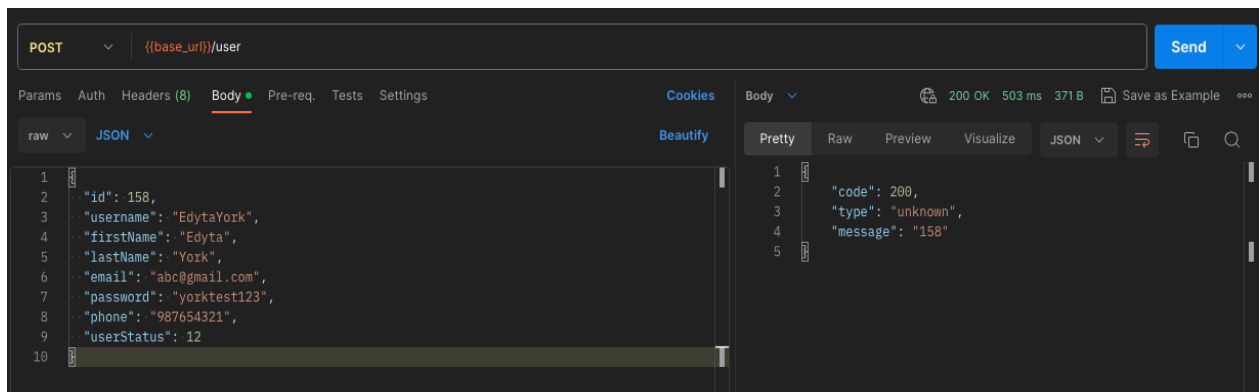 POST {{base_url}}/user Send
Params Auth Headers (8) Body Pre-req. Tests Settings Cookies
raw JSON Beautify
1 {
2 "id": 158,
3 "username": "EdytaYork",
4 "firstName": "Edyta",
5 "lastName": "York",
6 "email": "abc@gmail.com",
7 "password": "yorktest123",
8 "phone": "987654321",
9 "userStatus": 12
10 }
Body 200 OK 503 ms 371 B Save as Example
Pretty Raw Preview Visualize JSON
1 {
2 "code": 200,
3 "type": "unknown",
4 "message": "158"
5 }